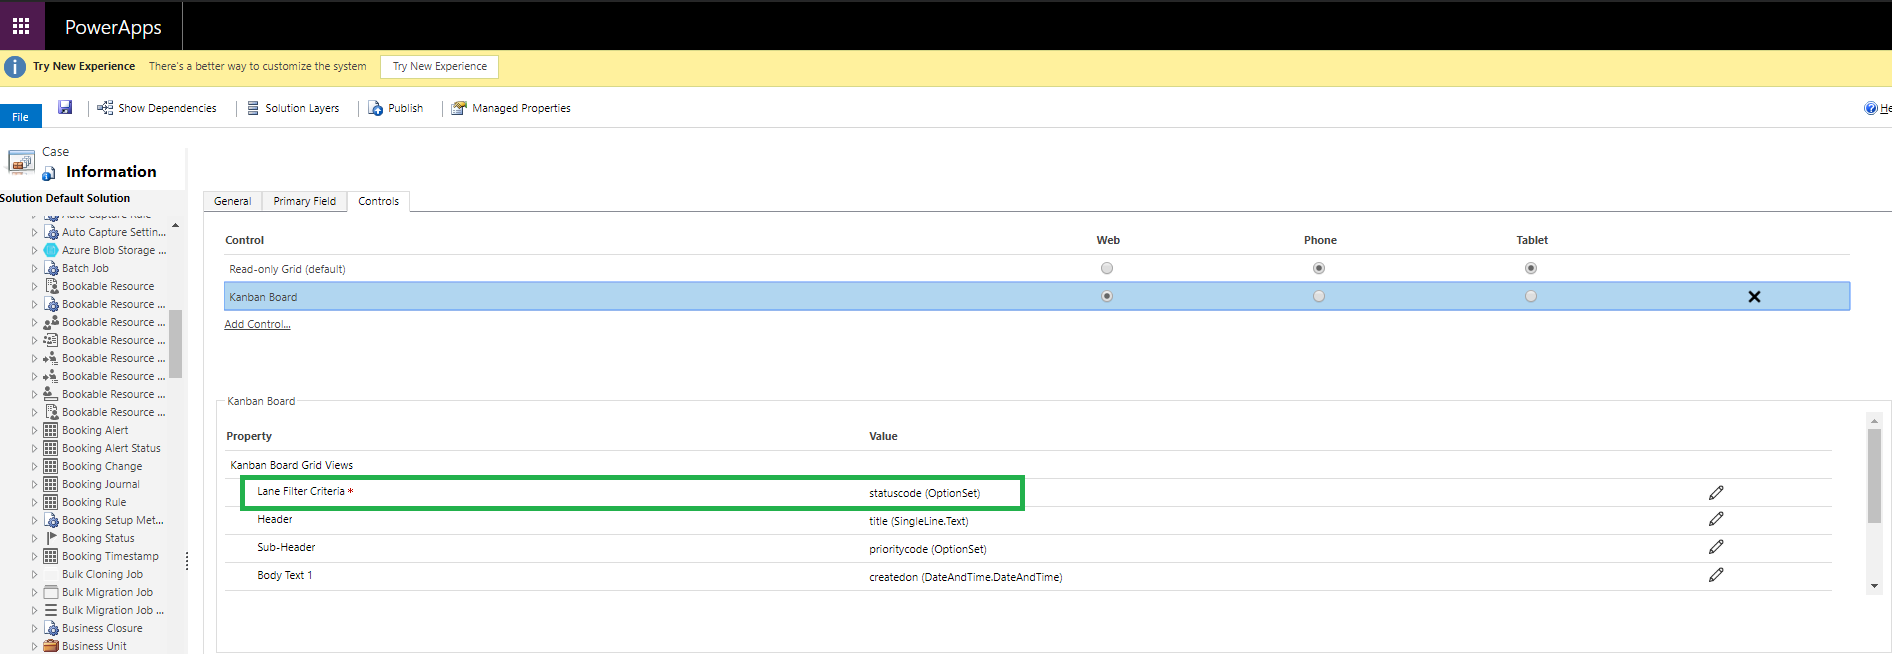 PowerApps
Try New Experience There's a better way to customize the system Try New Experience
File Show Dependencies Solution Layers Publish Managed Properties He
Case
Information
Solution Default Solution
Auto Capture Rule
Auto Capture Settin...
Azure Blob Storage ...
Batch Job
Bookable Resource
Bookable Resource ...
Bookable Resource ...
Bookable Resource ...
Bookable Resource ...
Bookable Resource ...
Bookable Resource ...
Bookable Resource ...
Booking Alert
Booking Alert Status
Booking Change
Booking Journal
Booking Rule
Booking Setup Met...
Booking Status
Booking Timestamp
Bulk Cloning Job
Bulk Migration Job
Bulk Migration Job ...
Business Closure
Business Unit
General Primary Field Controls
Control Web Phone Tablet
Read-only Grid (default)
Kanban Board
Add Control...
Kanban Board
Property Value
Kanban Board Grid Views
Lane Filter Criteria * statuscode (OptionSet)
Header title (SingleLine.Text)
Sub-Header prioritycode (OptionSet)
Body Text 1 createdon (DateAndTime.DateAndTime)